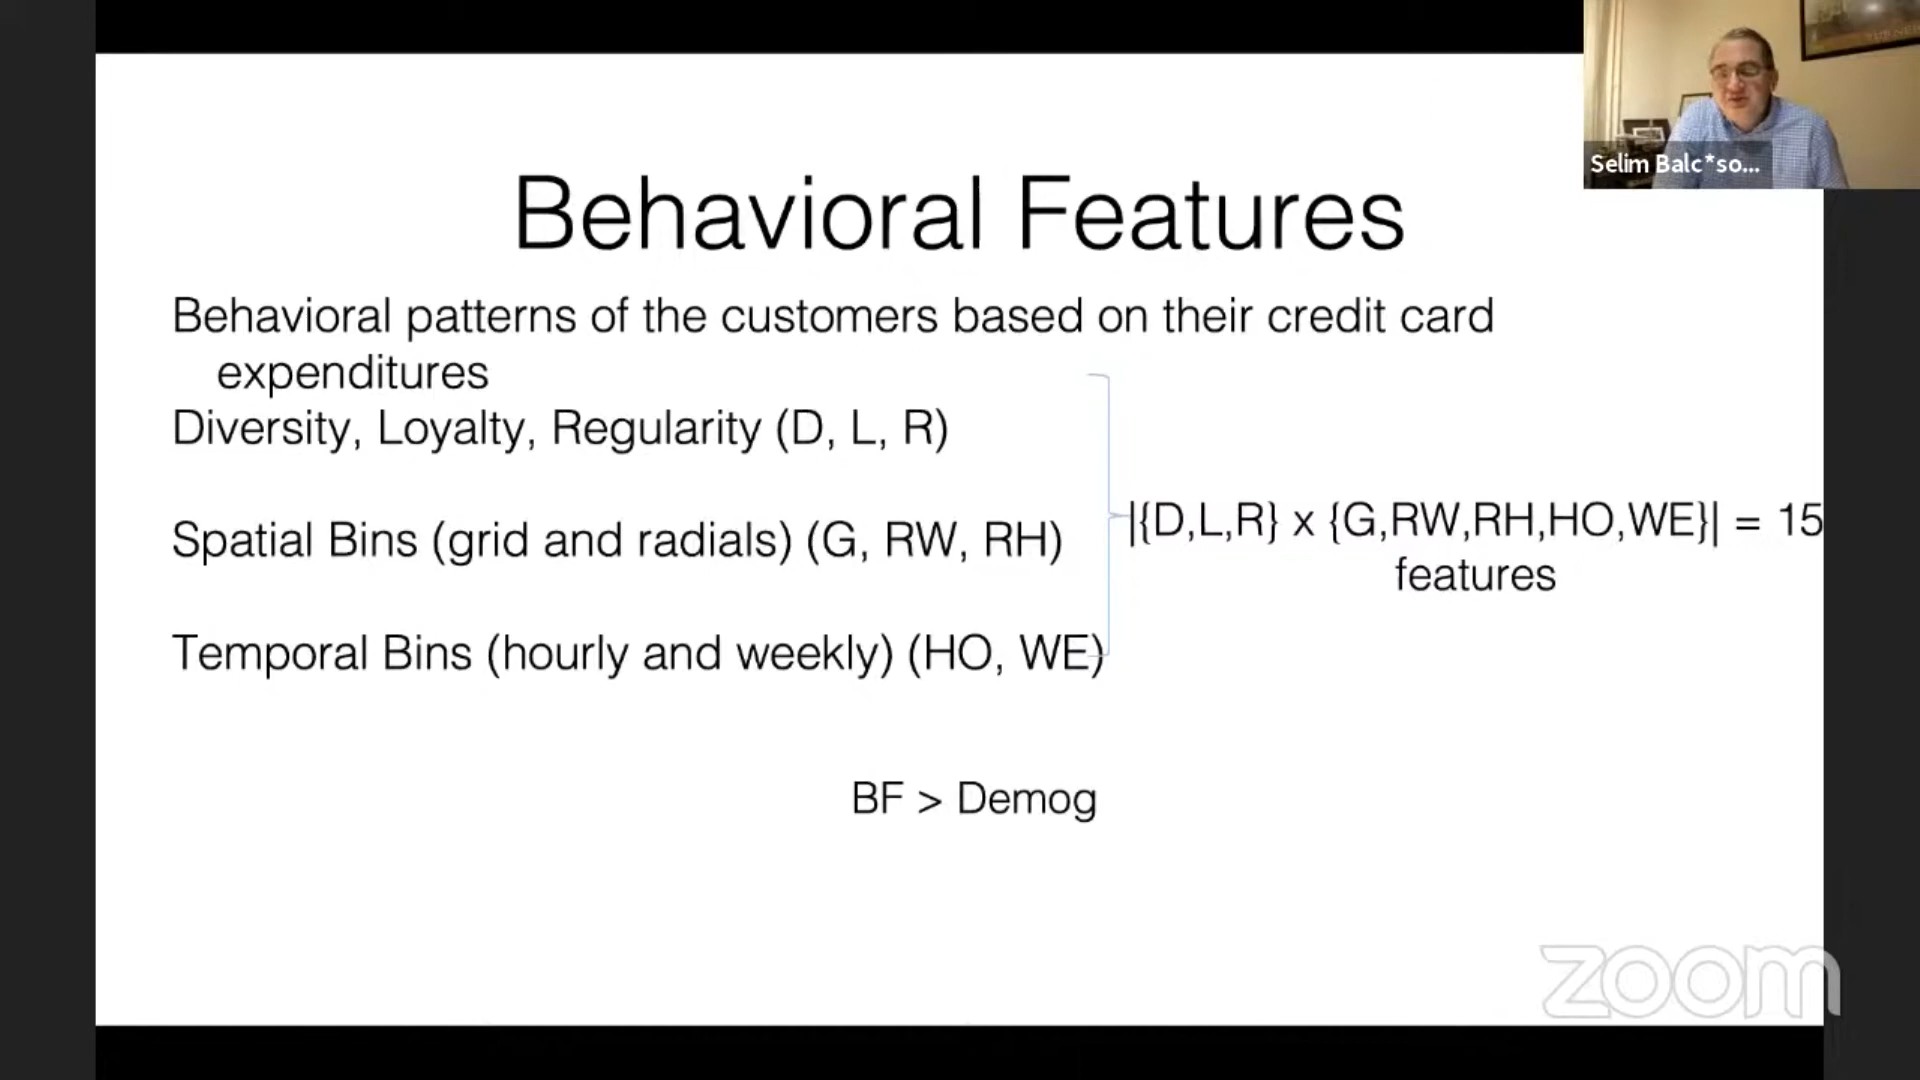 Selim Balc*so...
Behavioral Features
Behavioral patterns of the customers based on their credit card
expenditures
Diversity, Loyalty, Regularity (D, L, R)
Spatial Bins (grid and radials) (G, RW, RH)
Temporal Bins (hourly and weekly) (HO, WE)
|{D,L,R} x {G,RW,RH,HO,WE}| = 15
features
BF > Demog
zoom